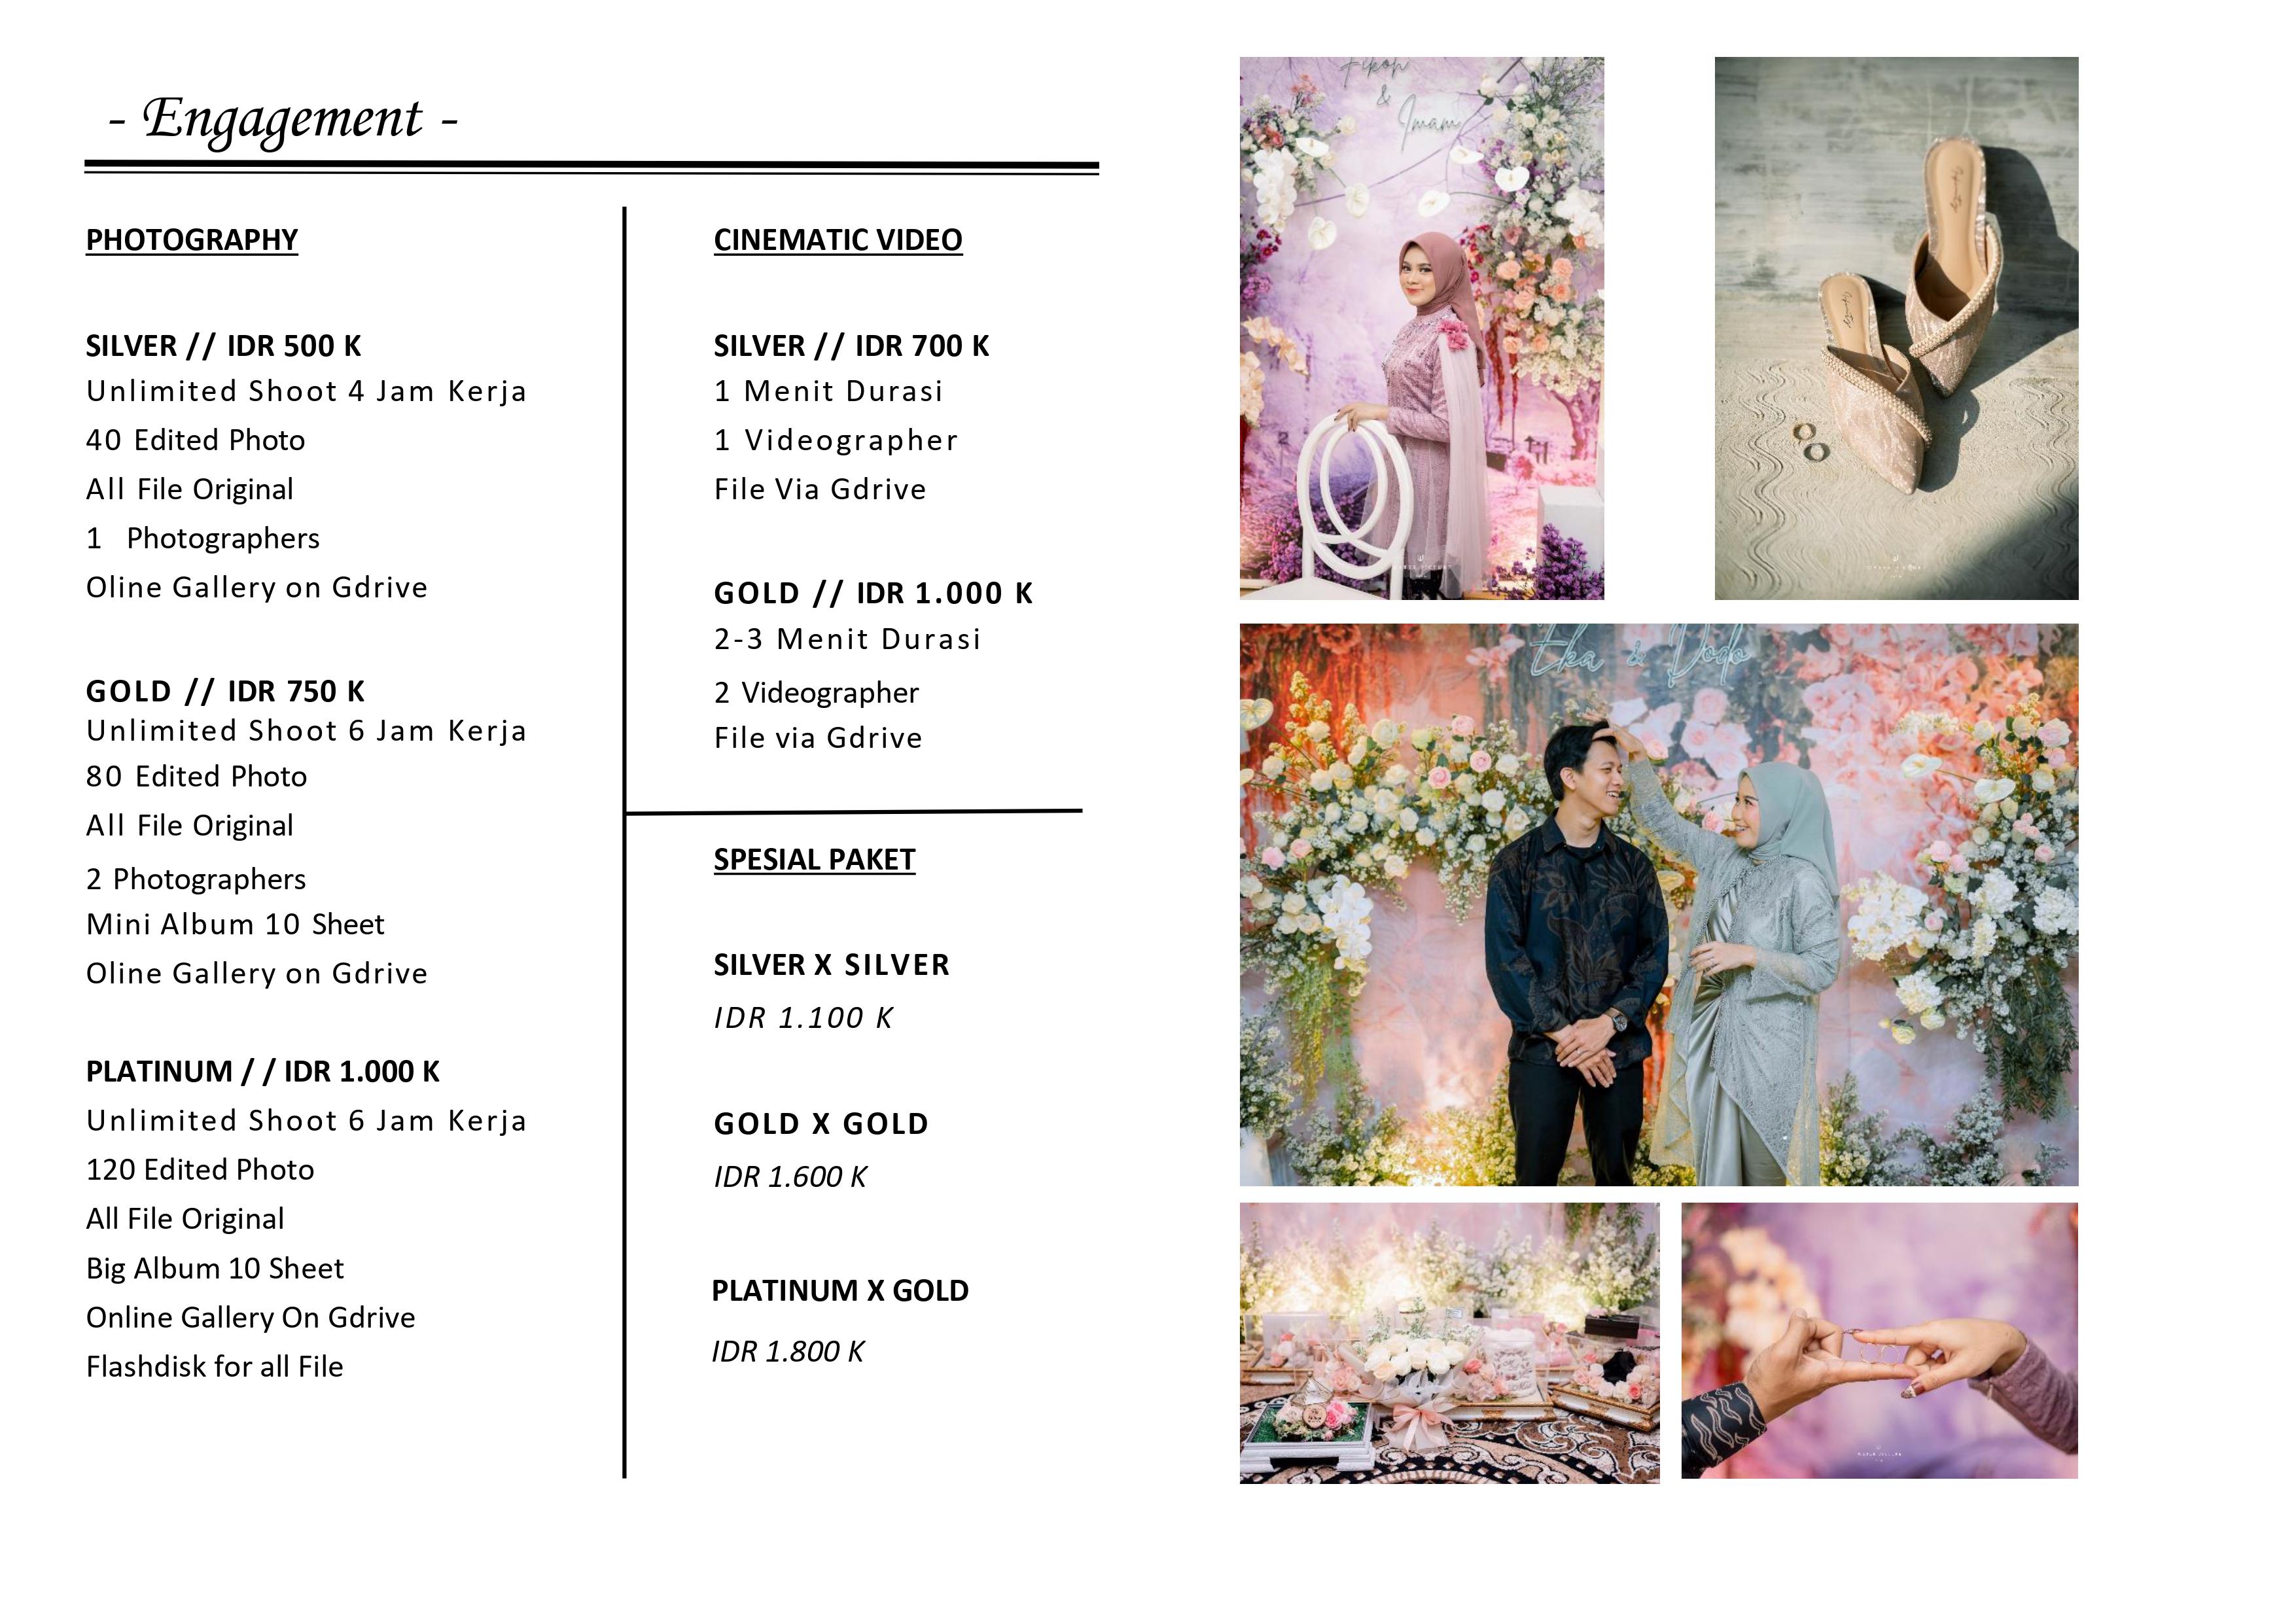 - Engagement -
PHOTOGRAPHY
SILVER // IDR 500 K
Unlimited Shoot 4 Jam Kerja
40 Edited Photo
All File Original
1 Photographers
Oline Gallery on Gdrive
GOLD // IDR 750 K
Unlimited Shoot 6 Jam Kerja
80 Edited Photo
All File Original
2 Photographers
Mini Album 10 Sheet
Oline Gallery on Gdrive
PLATINUM // IDR 1.000 K
Unlimited Shoot 6 Jam Kerja
120 Edited Photo
All File Original
Big Album 10 Sheet
Online Gallery On Gdrive
Flashdisk for all File
CINEMATIC VIDEO
SILVER // IDR 700 K
1 Menit Durasi
1 Videographer
File Via Gdrive
GOLD // IDR 1.000 K
2-3 Menit Durasi
2 Videographer
File via Gdrive
SPESIAL PAKET
SILVER X SILVER
IDR 1.100 K
GOLD X GOLD
IDR 1.600 K
PLATINUM X GOLD
IDR 1.800 K
Fikoh
&
Imam
Eka & Dodo